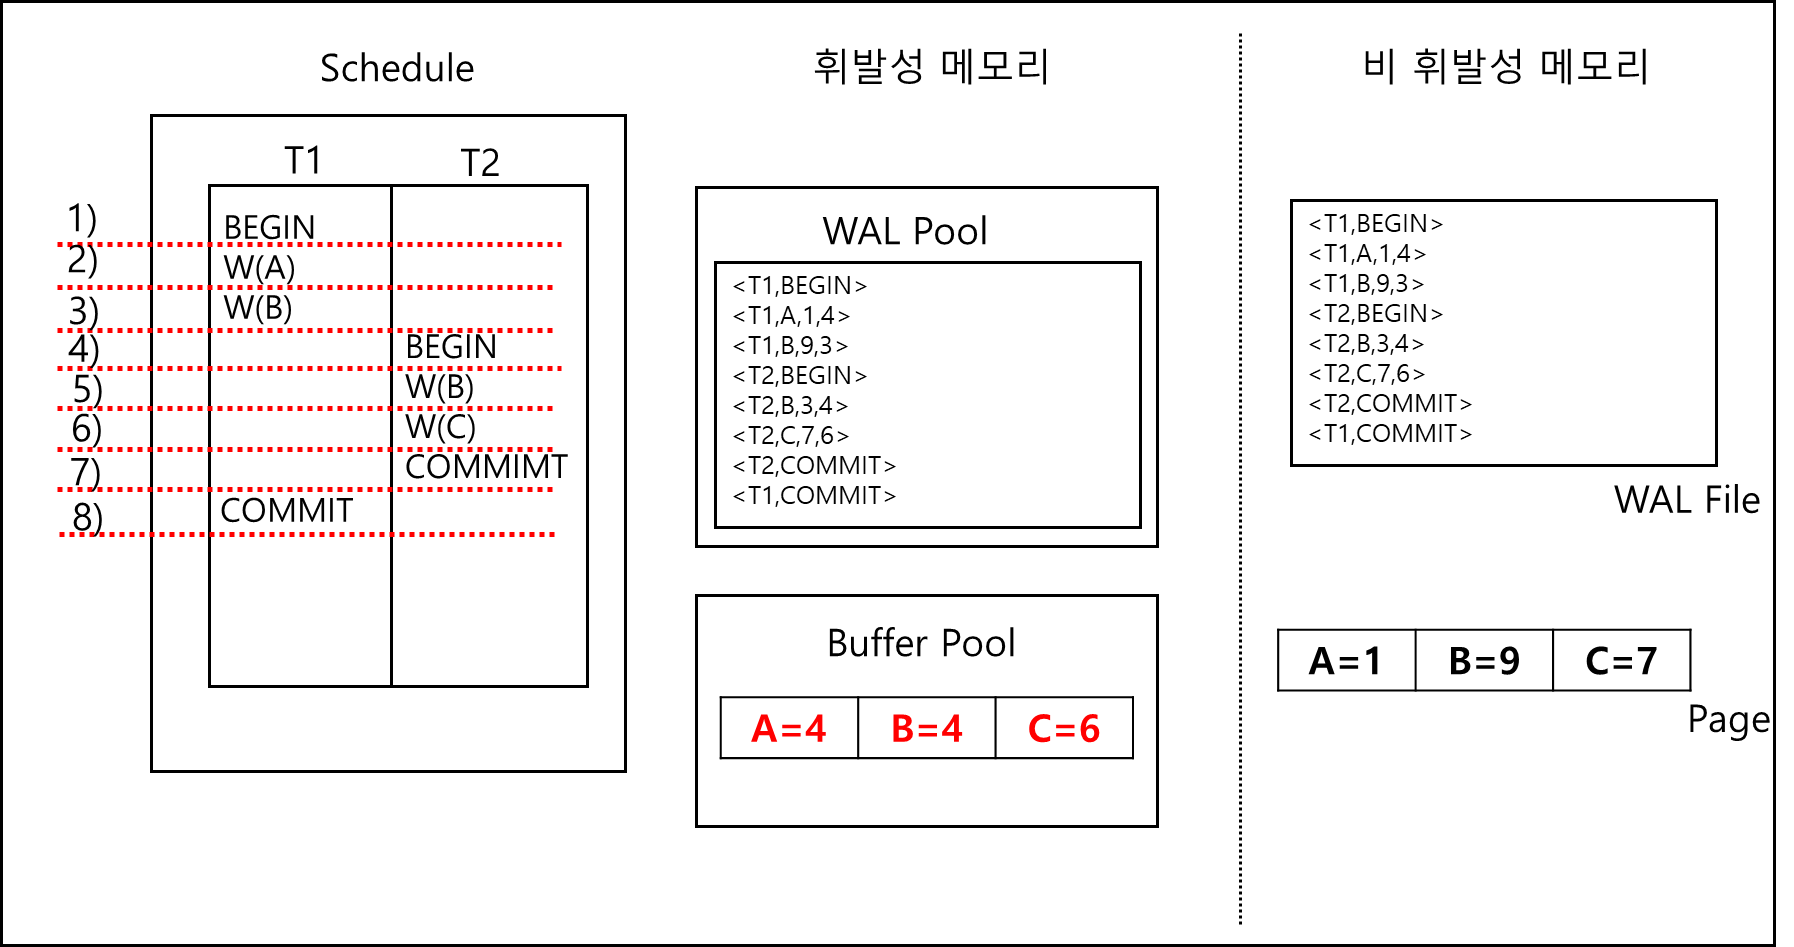 Schedule
T1
T2
1)
BEGIN
2)
W(A)
3)
W(B)
4)
BEGIN
5)
W(B)
6)
W(C)
7)
COMMIMT
8)
COMMIT
휘발성 메모리
WAL Pool
<T1,BEGIN>
<T1,A,1,4>
<T1,B,9,3>
<T2,BEGIN>
<T2,B,3,4>
<T2,C,7,6>
<T2,COMMIT>
<T1,COMMIT>
Buffer Pool
A=4
B=4
C=6
비 휘발성 메모리
<T1,BEGIN>
<T1,A,1,4>
<T1,B,9,3>
<T2,BEGIN>
<T2,B,3,4>
<T2,C,7,6>
<T2,COMMIT>
<T1,COMMIT>
WAL File
A=1
B=9
C=7
Page